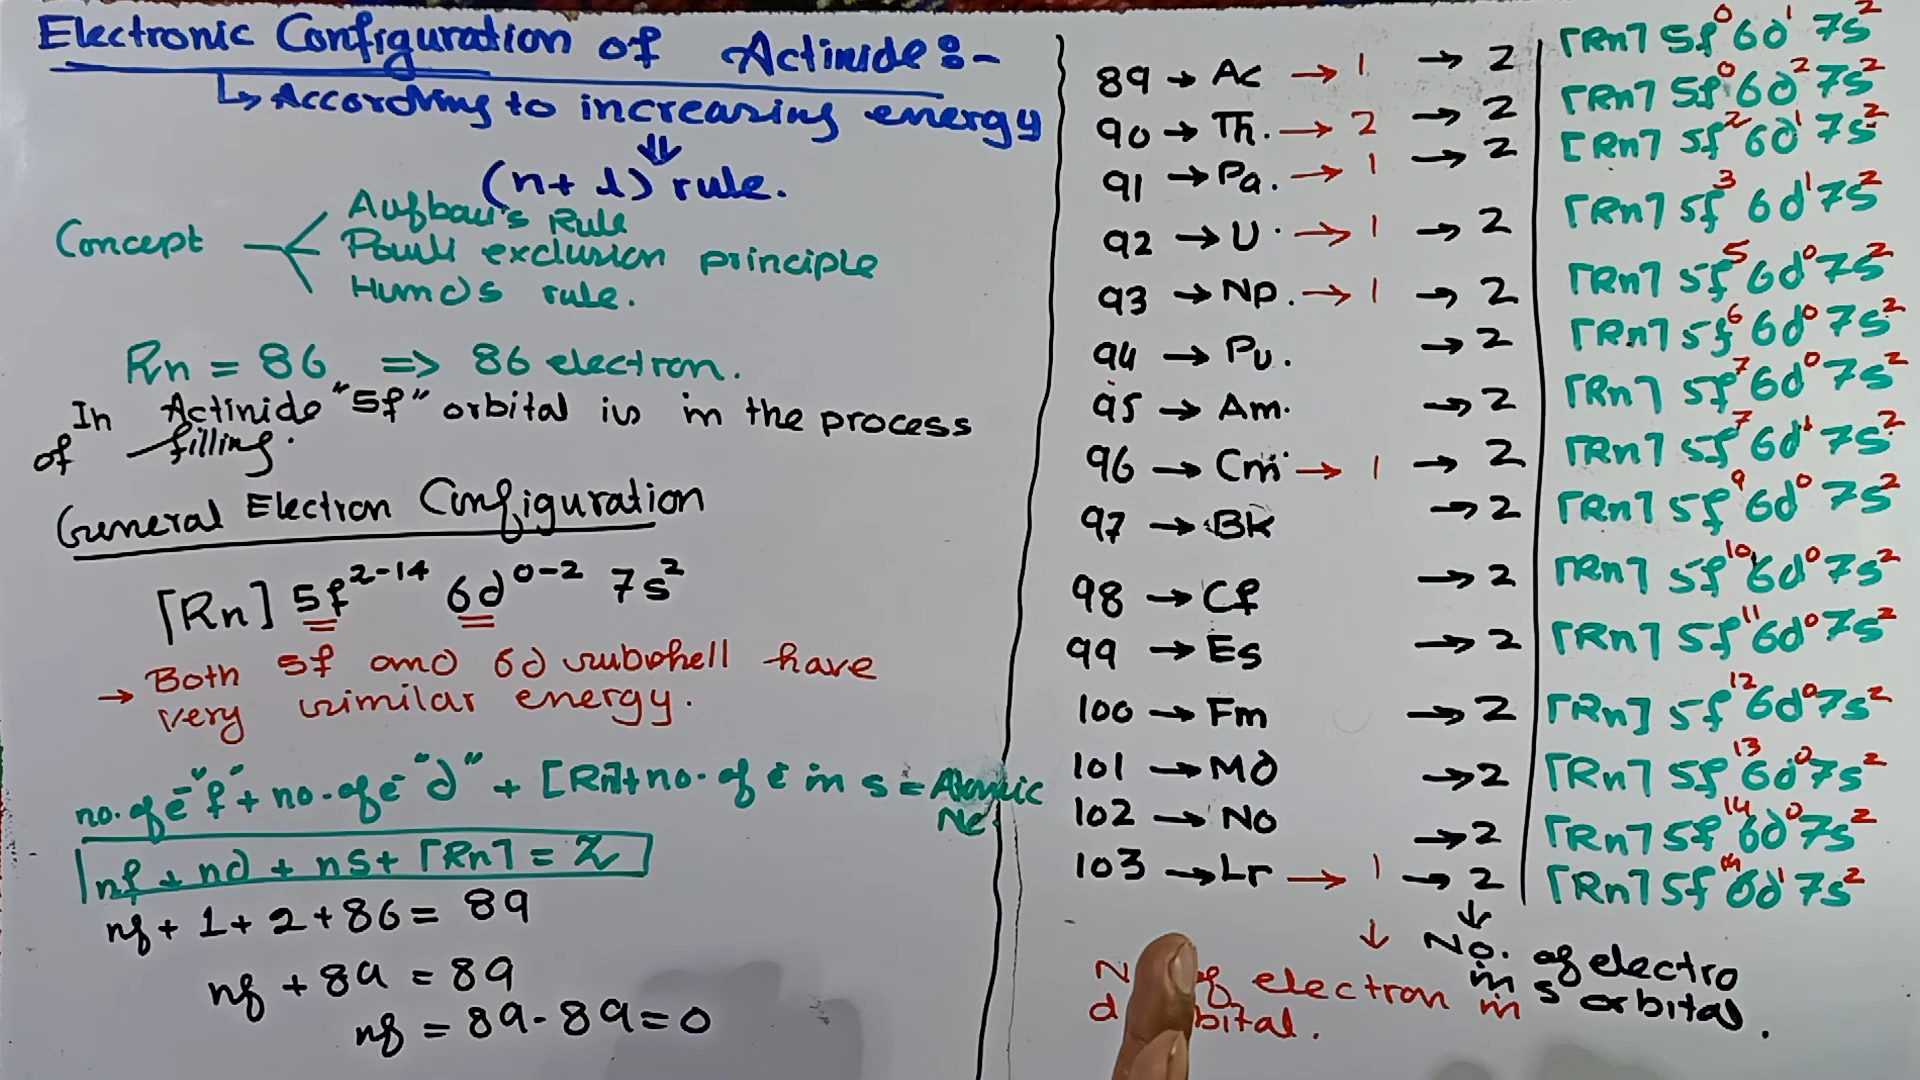 Electronic Configuration of Actinide:-
↳ According to increasing energy
⇓
(n+l) rule.
Concept
Aufbau's Rule
Pauli exclusion principle
Hunds rule.
Rn = 86 => 86 electron.
In Actinide "5f" orbital is in the process
of filling.
General Electron Configuration
[Rn] 5f²⁻¹⁴ 6d⁰⁻² 7s²
→ Both 5f and 6d subshell have
very similar energy.
no. of e⁻ "f" + no. of e⁻ "d" + [Rn]+no. of e⁻ in s = Atomic
No.
nf + nd + ns + [Rn] = Z
nf + 1 + 2 + 86 = 89
nf + 89 = 89
nf = 89 - 89 = 0
89 → Ac → 1 → 2 [Rn] 5f⁰ 6d¹ 7s²
90 → Th. → 2 → 2 [Rn] 5f⁰ 6d² 7s²
91 → Pa. → 1 → 2 [Rn] 5f² 6d¹ 7s²
92 → U. → 1 → 2 [Rn] 5f³ 6d¹ 7s²
93 → Np. → 1 → 2 [Rn] 5f⁵ 6d⁰ 7s²
94 → Pu. → 2 [Rn] 5f⁶ 6d⁰ 7s²
95 → Am. → 2 [Rn] 5f⁷ 6d⁰ 7s²
96 → Cm → 1 → 2 [Rn] 5f⁷ 6d¹ 7s²
97 → Bk → 2 [Rn] 5f⁹ 6d⁰ 7s²
98 → Cf → 2 [Rn] 5f¹⁰ 6d⁰ 7s²
99 → Es → 2 [Rn] 5f¹¹ 6d⁰ 7s²
100 → Fm → 2 [Rn] 5f¹² 6d⁰ 7s²
101 → Md → 2 [Rn] 5f¹³ 6d⁰ 7s²
102 → No → 2 [Rn] 5f¹⁴ 6d⁰ 7s²
103 → Lr → 1 → 2 [Rn] 5f¹⁴ 6d¹ 7s²
↓ ↓
No. of electro
in s orbital.
of electron in
d